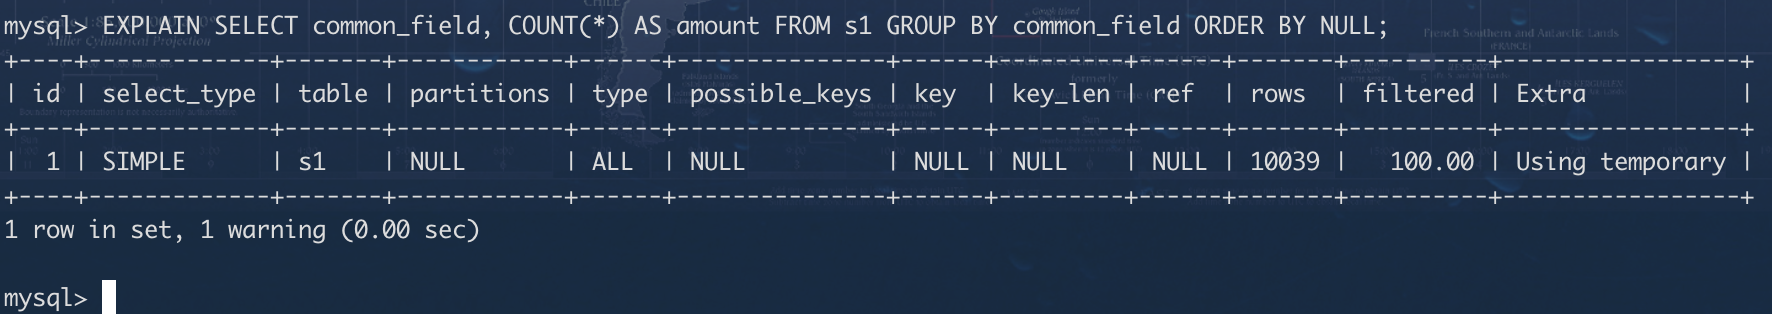 mysql> EXPLAIN SELECT common_field, COUNT(*) AS amount FROM s1 GROUP BY common_field ORDER BY NULL;
+----+-------------+-------+------------+------+---------------+------+---------+------+-------+----------+-----------------+
| id | select_type | table | partitions | type | possible_keys | key  | key_len | ref  | rows  | filtered | Extra           |
+----+-------------+-------+------------+------+---------------+------+---------+------+-------+----------+-----------------+
|  1 | SIMPLE      | s1    | NULL       | ALL  | NULL          | NULL | NULL    | NULL | 10039 |   100.00 | Using temporary |
+----+-------------+-------+------------+------+---------------+------+---------+------+-------+----------+-----------------+
1 row in set, 1 warning (0.00 sec)
mysql>